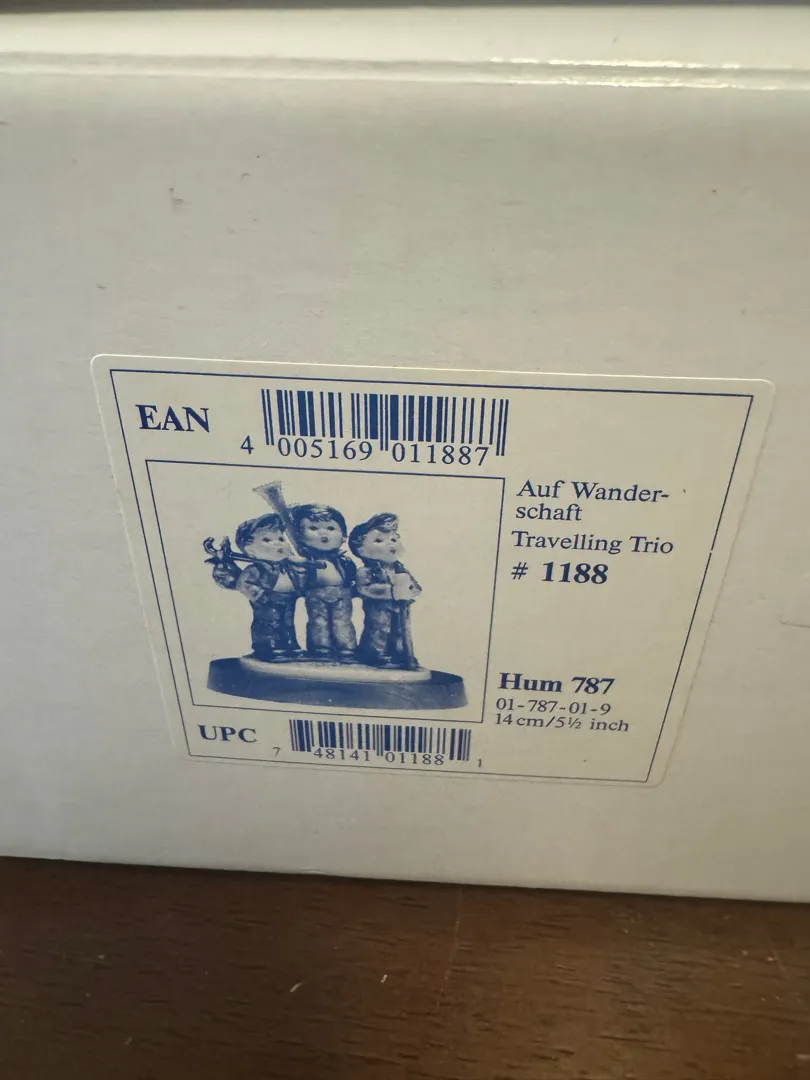 EAN
4 005169 011887
Auf Wander-
schaft
Travelling Trio
# 1188
Hum 787
01-787-01-9
14 cm/5½ inch
UPC
7 48141 01188 1